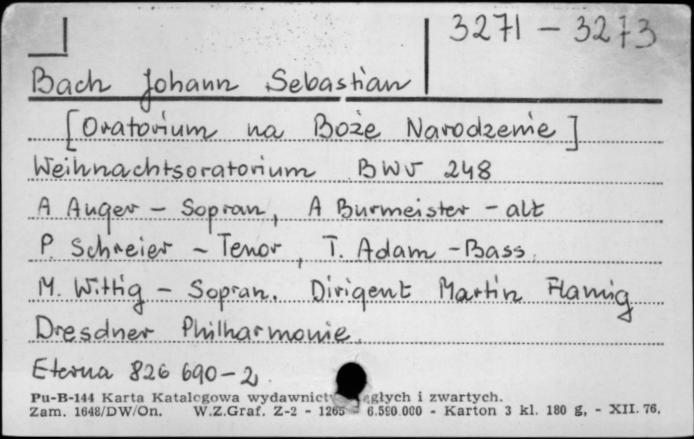 3271 - 3273
Bach Johann Sebastian
[Oratorium na Boże Narodzenie]
Weihnachtsoratorium BWV 248
A Auger - Sopran, A Burmeister - alt
P. Schreier - Tenor, T. Adam - Bass,
M. Wittig - Sopran. Dirigent Martin Flämig
Dresdner Philharmonie.
Eterna 826 690-2
Pu-B-144 Karta Katalogowa wydawnict głych i zwartych.
Zam. 1648/DW/On. W.Z.Graf. Z-2 - 1265 6.590.000 - Karton 3 kl. 180 g, - XII. 76.